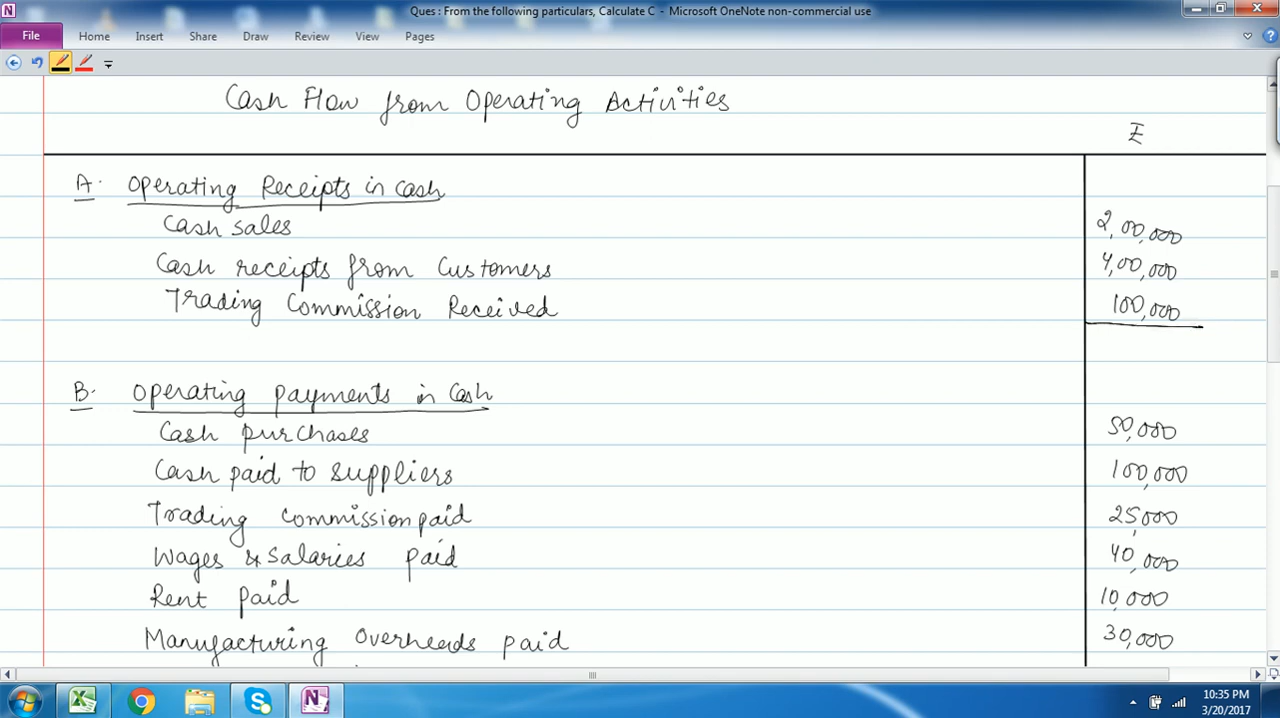 Ques : From the following particulars, Calculate C - Microsoft OneNote non-commercial use
File Home Insert Share Draw Review View Pages
Cash Flow from Operating Activities
A. Operating Receipts in cash
Cash sales 2,00,000
Cash receipts from Customers 4,00,000
Trading Commission Received 100,000
B. Operating payments in cash
Cash purchases 50,000
Cash paid to suppliers 100,000
Trading commission paid 25,000
Wages & Salaries paid 40,000
Rent paid 10,000
Manufacturing Overheads paid 30,000
10:35 PM
3/20/2017